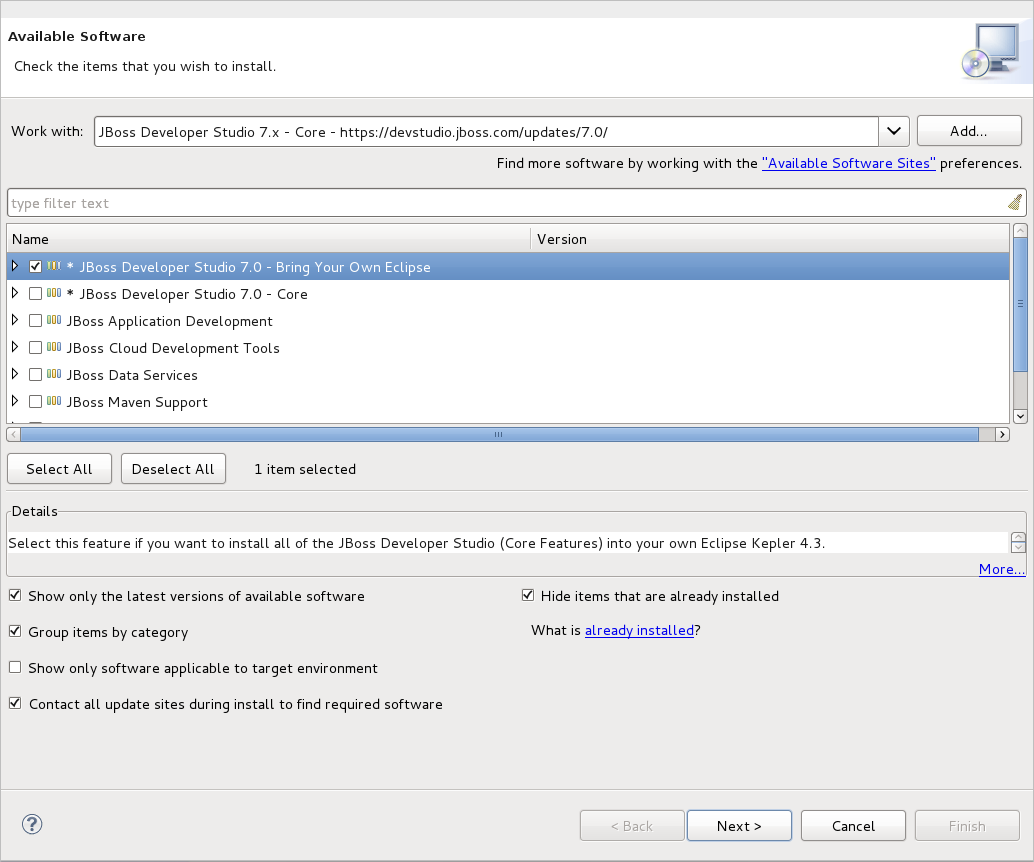 Available Software
Check the items that you wish to install.
Work with: JBoss Developer Studio 7.x - Core - https://devstudio.jboss.com/updates/7.0/ Add...
Find more software by working with the "Available Software Sites" preferences.
type filter text
Name Version
* JBoss Developer Studio 7.0 - Bring Your Own Eclipse
* JBoss Developer Studio 7.0 - Core
JBoss Application Development
JBoss Cloud Development Tools
JBoss Data Services
JBoss Maven Support
Select All Deselect All 1 item selected
Details
Select this feature if you want to install all of the JBoss Developer Studio (Core Features) into your own Eclipse Kepler 4.3.
More...
Show only the latest versions of available software Hide items that are already installed
Group items by category What is already installed?
Show only software applicable to target environment
Contact all update sites during install to find required software
? < Back Next > Cancel Finish